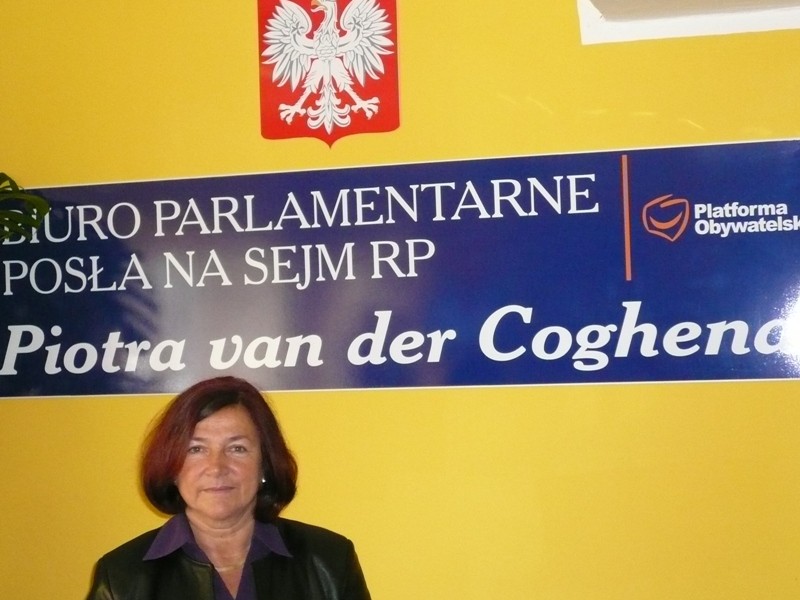 BIURO PARLAMENTARNE
POSŁA NA SEJM RP
Piotra van der Coghena
Platforma
Obywatelsk